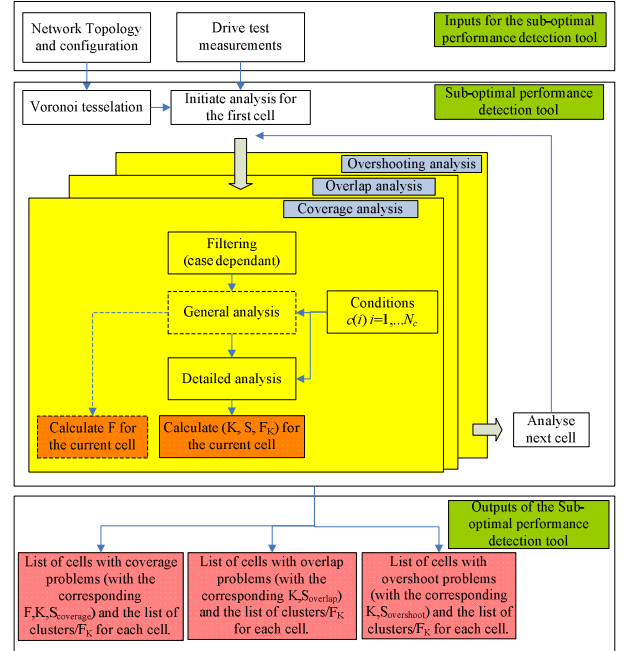 Network Topology
and configuration
Drive test
measurements
Inputs for the sub-optimal
performance detection tool
Voronoi tesselation
Initiate analysis for
the first cell
Sub-optimal performance
detection tool
Overshooting analysis
Overlap analysis
Coverage analysis
Filtering
(case dependant)
General analysis
Conditions
c(i) i=1,...Nc
Detailed analysis
Calculate F for
the current cell
Calculate (K, S, FK) for
the current cell
Analyse
next cell
Outputs of the Sub-
optimal performance
detection tool
List of cells with coverage
problems (with the
corresponding
F,K,Scoverage) and the list of
clusters/FK for each cell.
List of cells with overlap
problems (with the
corresponding K,Soverlap)
and the list of clusters/FK
for each cell.
List of cells with
overshoot problems
(with the corresponding
K,Sovershoot) and the list of
clusters/FK for each cell.